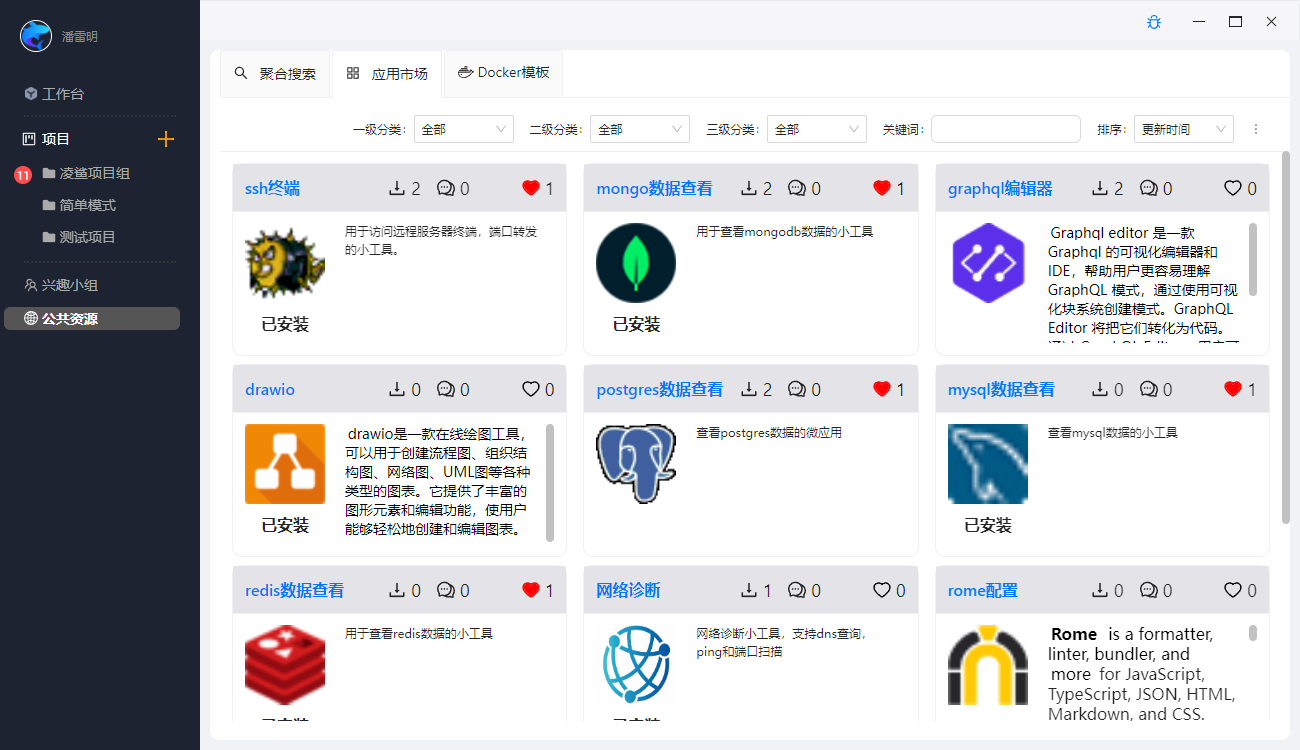 潘雷明
工作台
项目
11
凌鲨项目组
简单模式
测试项目
兴趣小组
公共资源
聚合搜索
应用市场
Docker模板
一级分类: 全部 二级分类: 全部 三级分类: 全部 关键词: 排序: 更新时间
ssh终端 2 0 1
用于访问远程服务器终端，端口转发
的小工具。
已安装
mongo数据查看 2 0 1
用于查看mongodb数据的小工具
已安装
graphql编辑器 2 0 0
Graphql editor 是一款
Graphql 的可视化编辑器和
IDE，帮助用户更容易理解
GraphQL 模式，通过使用可视
化块系统创建模式。GraphQL
Editor 将把它们转化为代码。
drawio 0 0 0
drawio是一款在线绘图工具，
可以用于创建流程图、组织结
构图、网络图、UML图等各种
类型的图表。它提供了丰富的
图形元素和编辑功能，使用户
能够轻松地创建和编辑图表。
已安装
postgres数据查看 2 0 1
查看postgres数据的微应用
mysql数据查看 0 0 1
查看mysql数据的小工具
已安装
redis数据查看 0 0 1
用于查看redis数据的小工具
网络诊断 1 0 0
网络诊断小工具，支持dns查询，
ping和端口扫描
rome配置 0 0 0
Rome is a formatter,
linter, bundler, and
more for JavaScript,
TypeScript, JSON, HTML,
Markdown, and CSS.